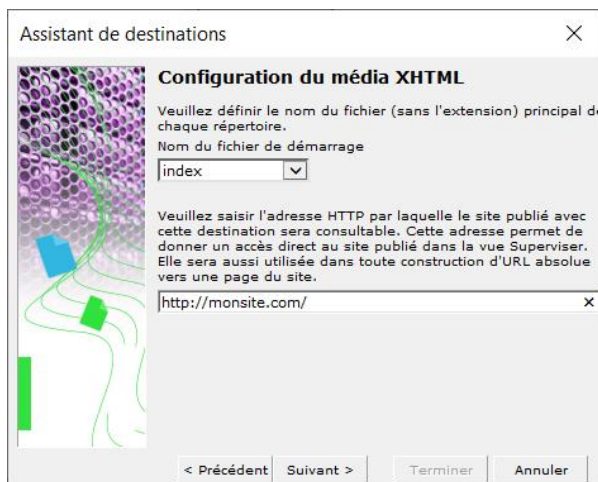 Assistant de destinations
Configuration du média XHTML
Veuillez définir le nom du fichier (sans l'extension) principal de
chaque répertoire.
Nom du fichier de démarrage
index
Veuillez saisir l'adresse HTTP par laquelle le site publié avec
cette destination sera consultable. Cette adresse permet de
donner un accès direct au site publié dans la vue Superviser.
Elle sera aussi utilisée dans toute construction d'URL absolue
vers une page du site.
http://monsite.com/
< Précédent Suivant > Terminer Annuler